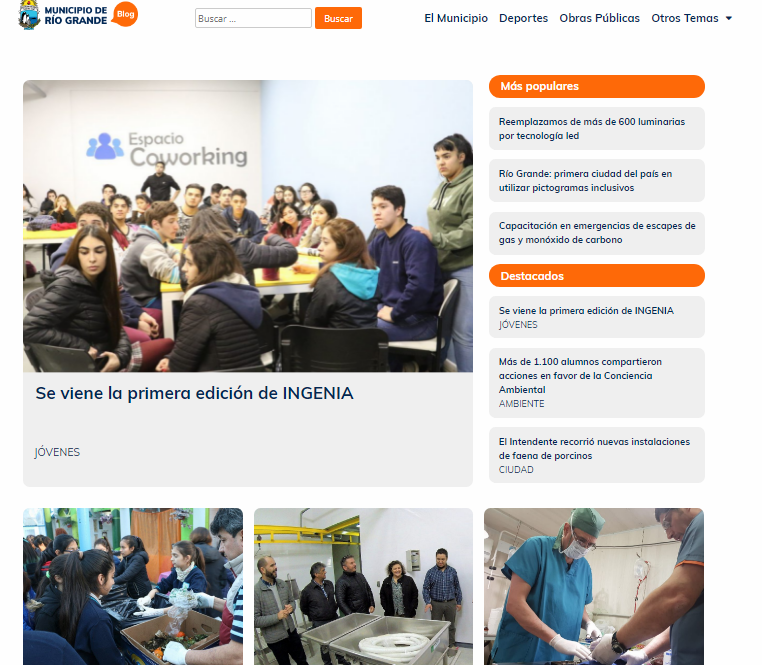 MUNICIPIO DE
RÍO GRANDE
Blog
Buscar ...
Buscar
El Municipio
Deportes
Obras Públicas
Otros Temas
Espacio
Coworking
Se viene la primera edición de INGENIA
JÓVENES
Más populares
Reemplazamos de más de 600 luminarias
por tecnología led
Río Grande: primera ciudad del país en
utilizar pictogramas inclusivos
Capacitación en emergencias de escapes de
gas y monóxido de carbono
Destacados
Se viene la primera edición de INGENIA
JÓVENES
Más de 1.100 alumnos compartieron
acciones en favor de la Conciencia
Ambiental
AMBIENTE
El Intendente recorrió nuevas instalaciones
de faena de porcinos
CIUDAD